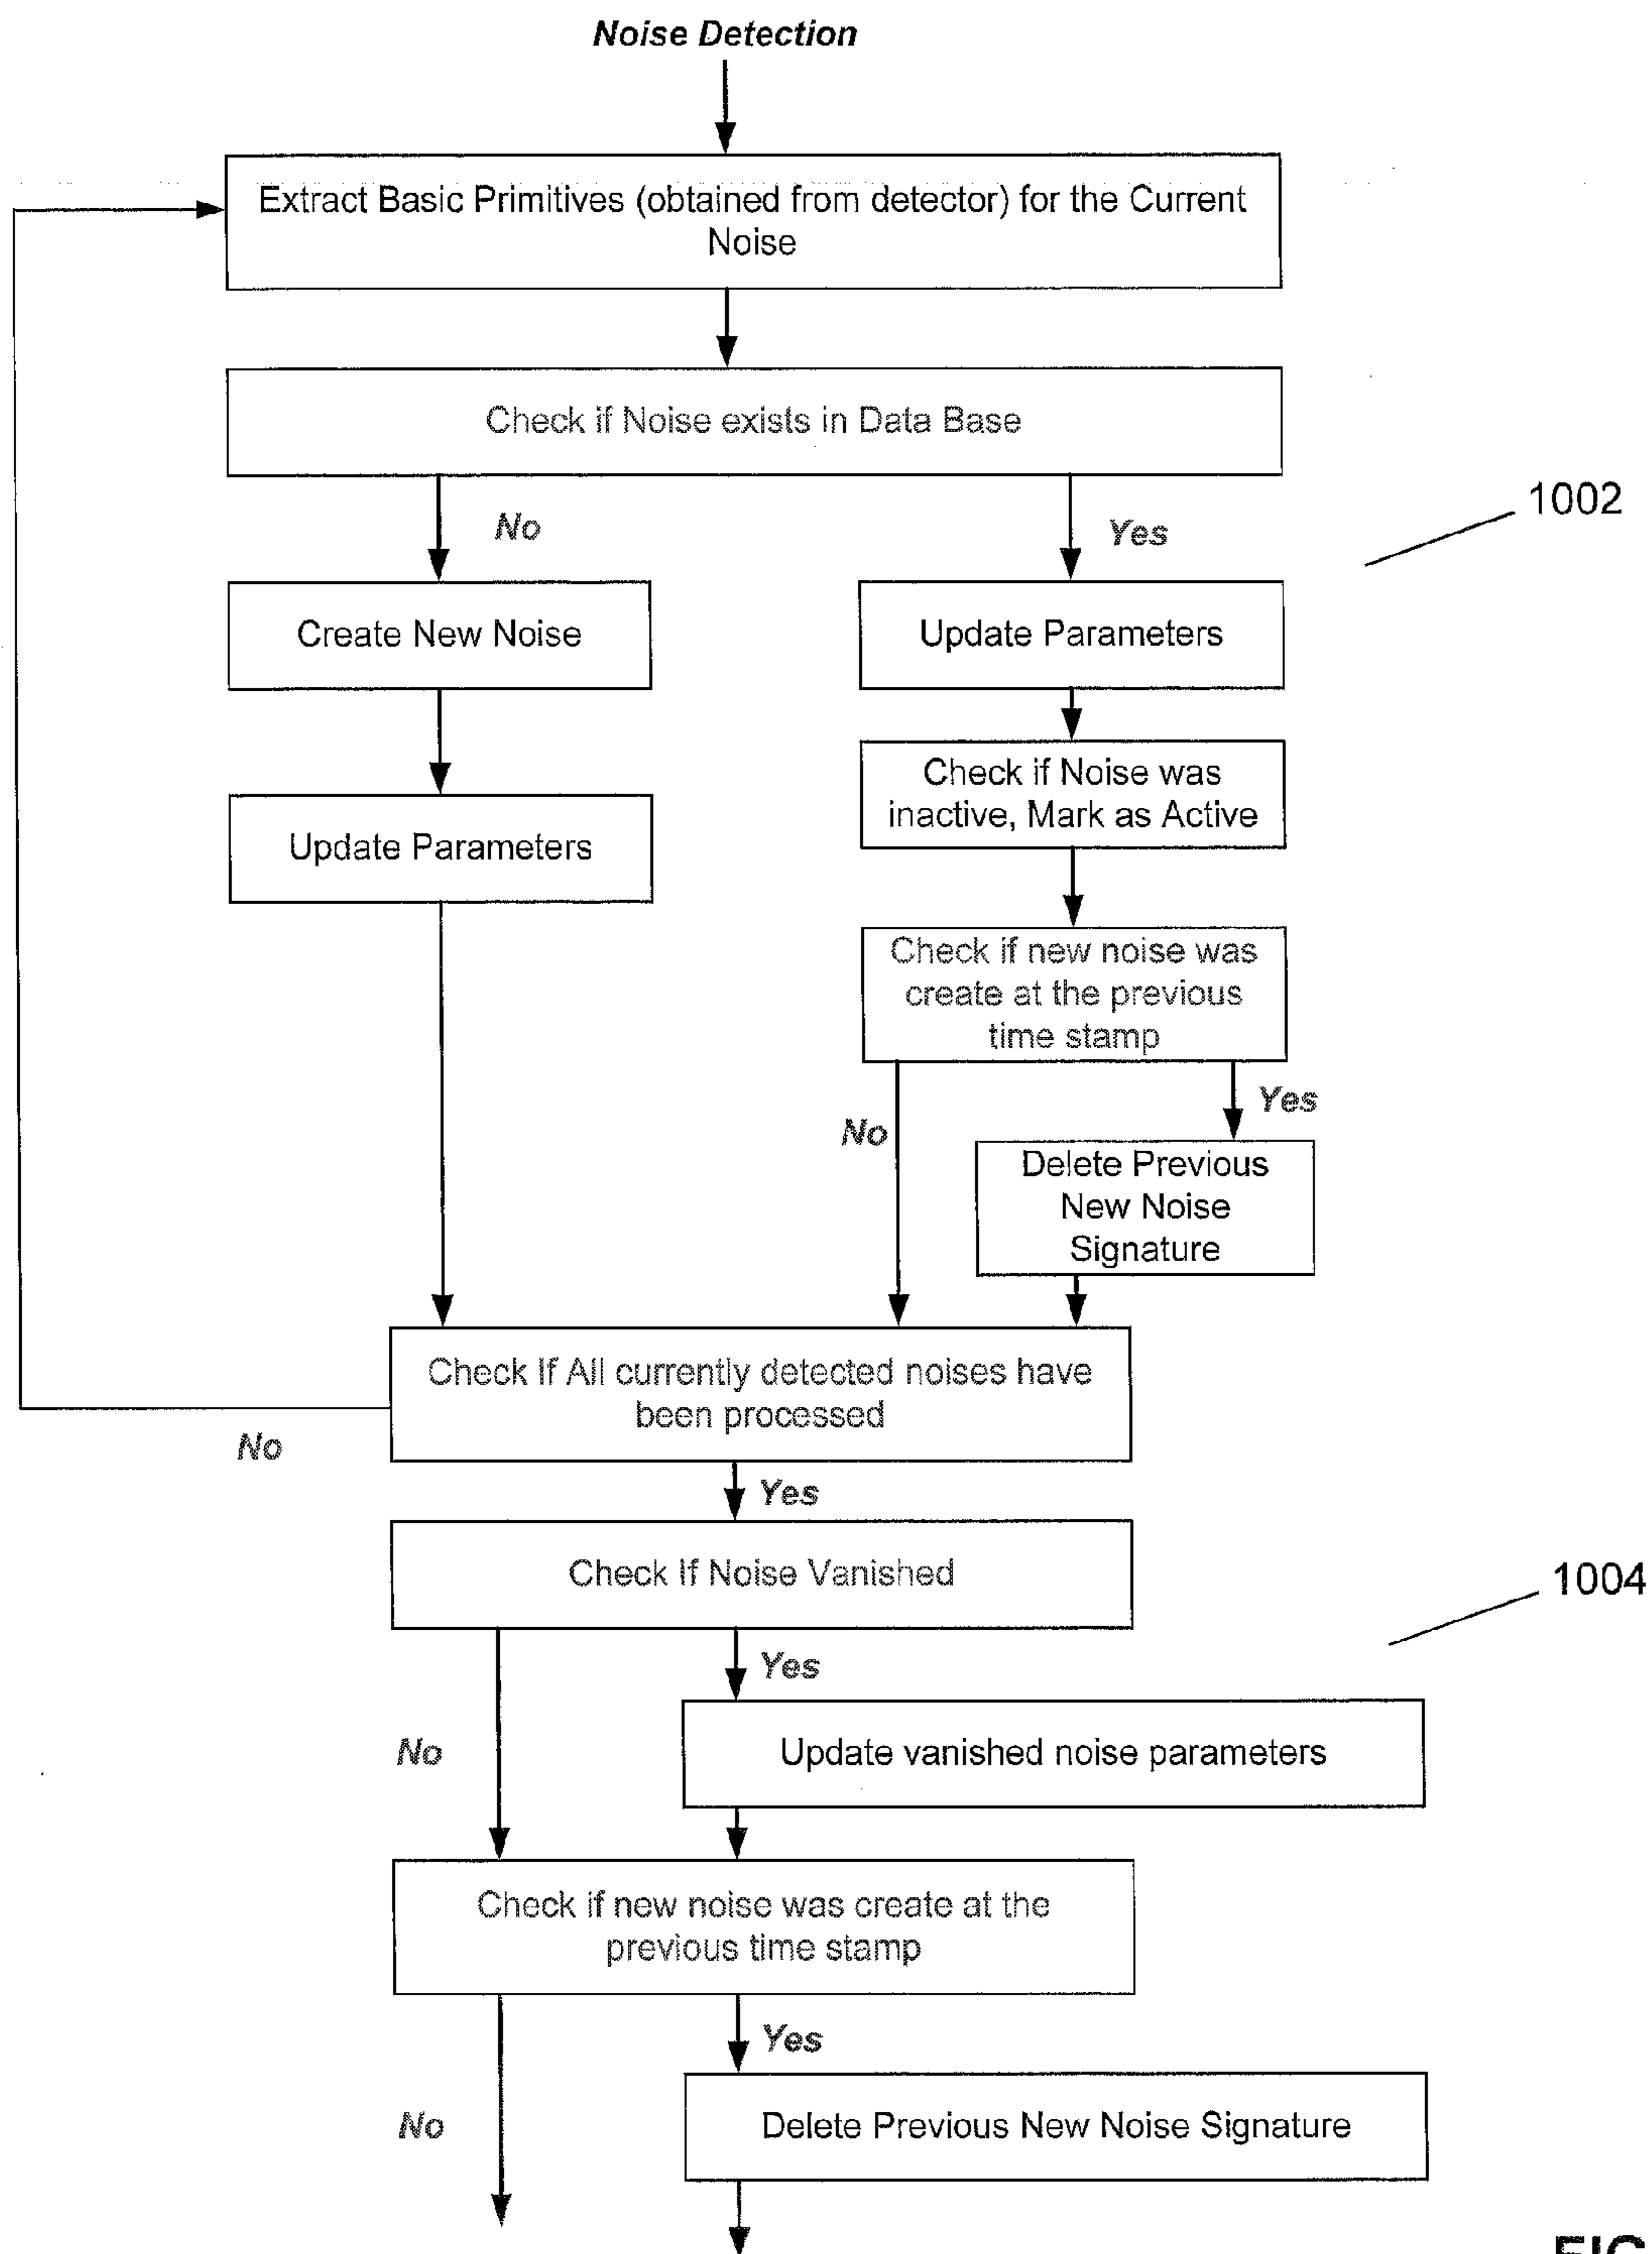 Noise Detection
Extract Basic Primitives (obtained from detector) for the Current
Noise
Check if Noise exists in Data Base
No
Yes
1002
Create New Noise
Update Parameters
Check if Noise was
inactive, Mark as Active
Update Parameters
Check if new noise was
create at the previous
time stamp
Yes
No
Delete Previous
New Noise
Signature
Check If All currently detected noises have
been processed
No
Yes
Check If Noise Vanished
1004
Yes
No
Update vanished noise parameters
Check if new noise was create at the
previous time stamp
Yes
No
Delete Previous New Noise Signature
FIG